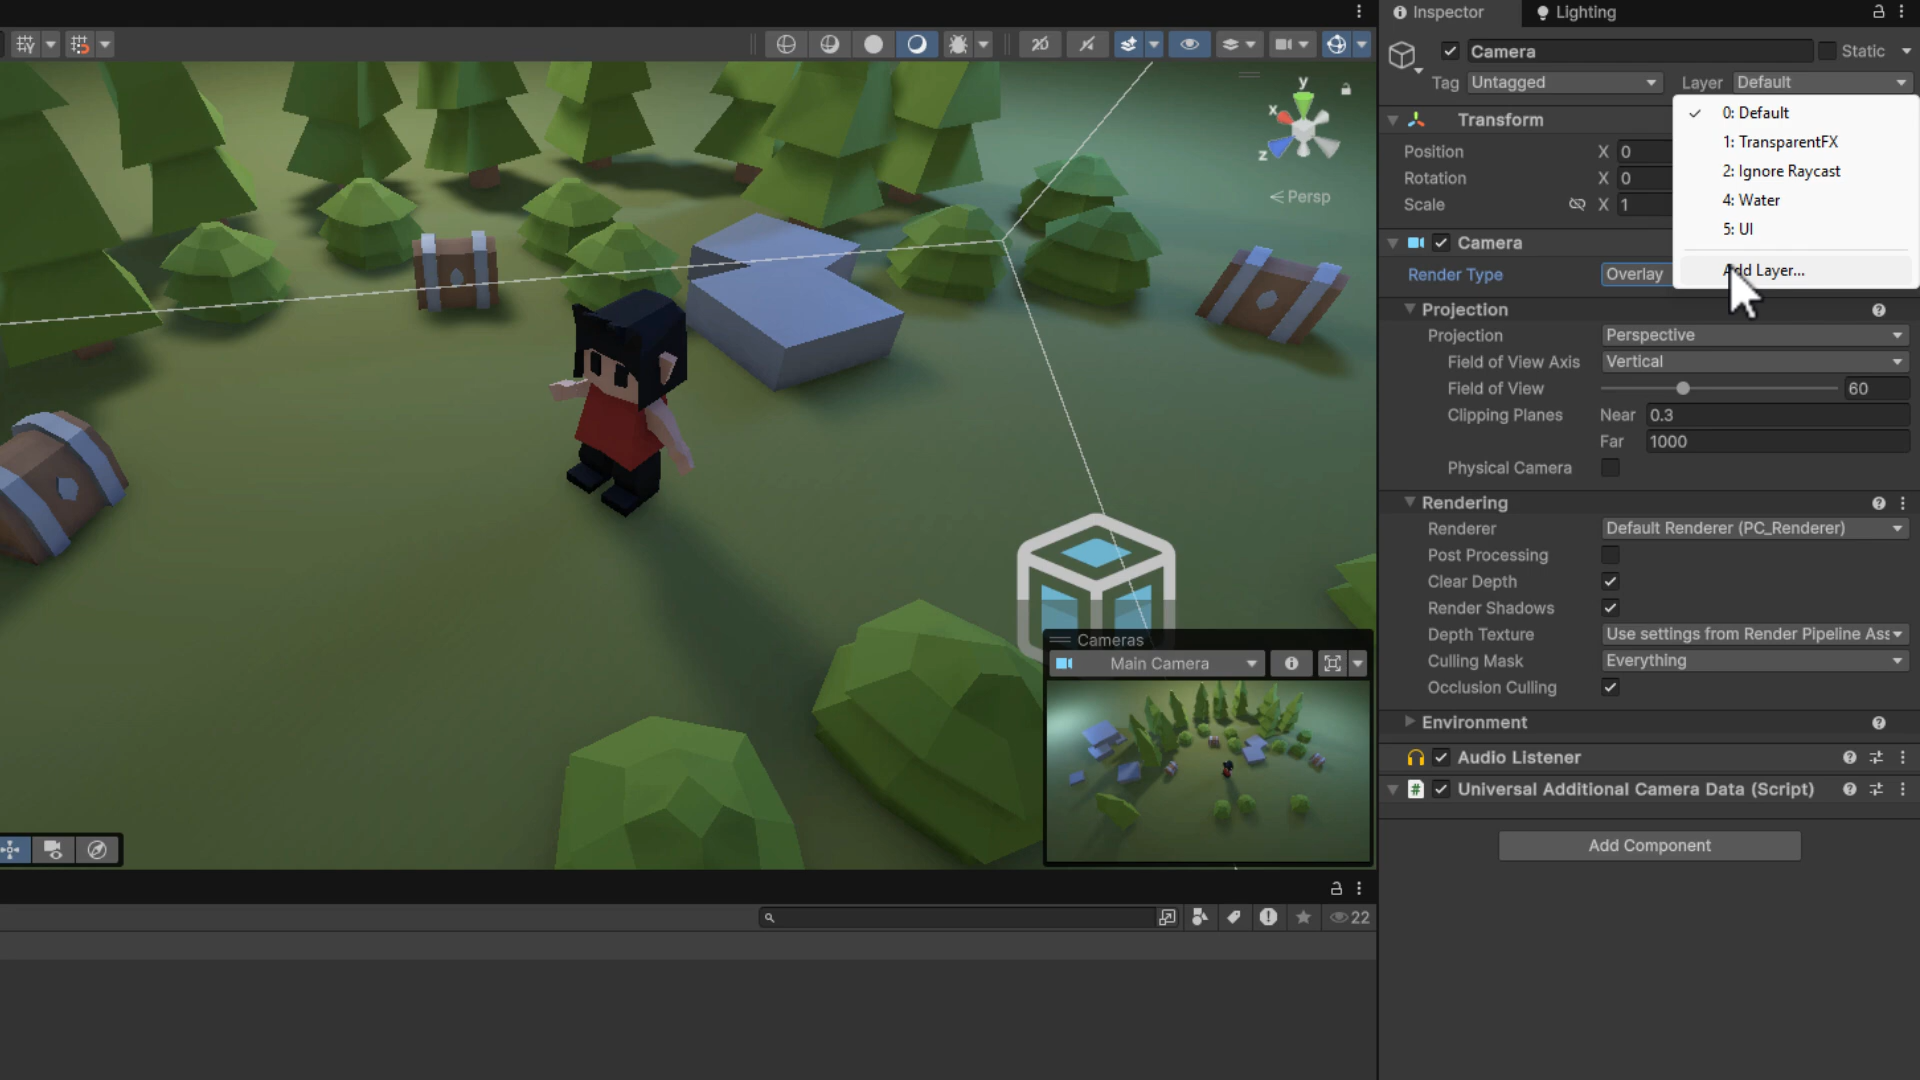 Inspector
Lighting
Camera
Static
Tag Untagged
Layer Default
0: Default
1: TransparentFX
2: Ignore Raycast
4: Water
5: UI
Add Layer...
Transform
Position X 0
Rotation X 0
Scale X 1
Camera
Render Type Overlay
Projection
Projection Perspective
Field of View Axis Vertical
Field of View 60
Clipping Planes Near 0.3
Far 1000
Physical Camera
Rendering
Renderer Default Renderer (PC_Renderer)
Post Processing
Clear Depth
Render Shadows
Depth Texture Use settings from Render Pipeline Ass
Culling Mask Everything
Occlusion Culling
Environment
Audio Listener
# Universal Additional Camera Data (Script)
Add Component
2D
y
x
z
< Persp
Cameras
Main Camera
22